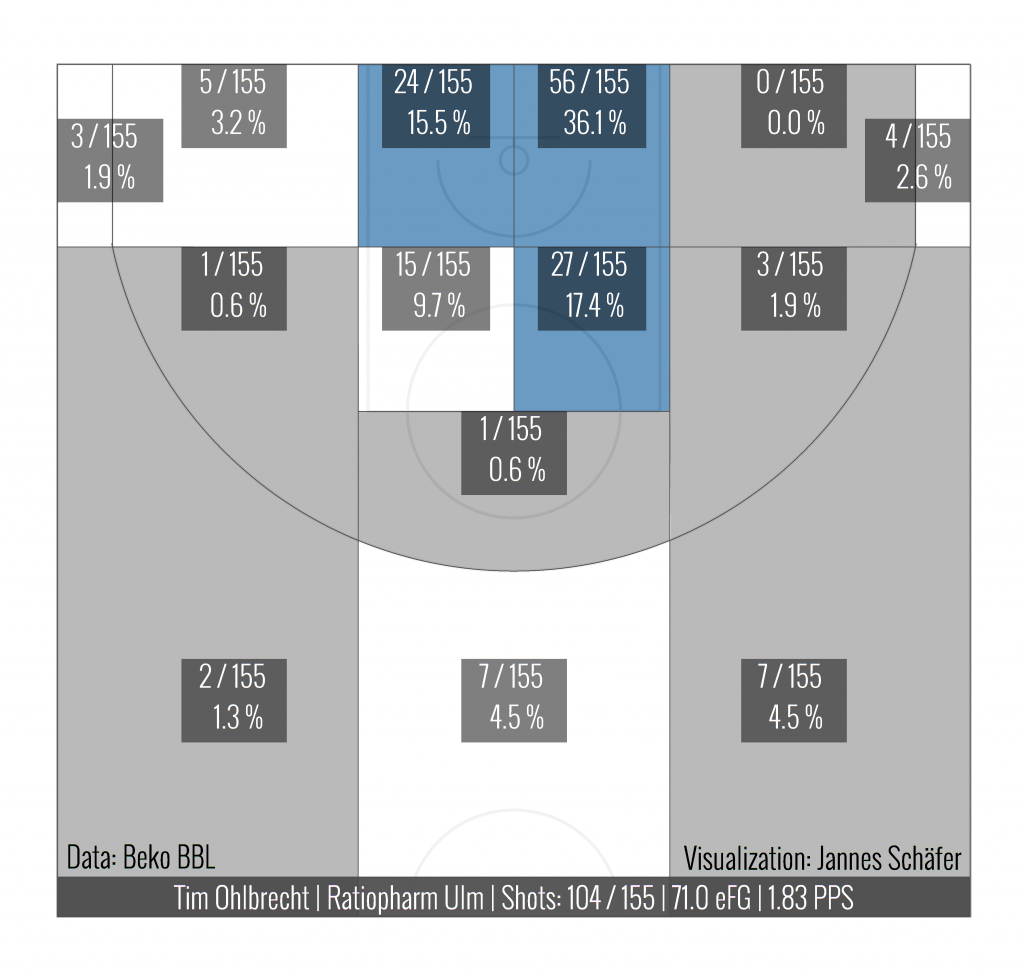 5 / 155
3.2 %
24 / 155
15.5 %
56 / 155
36.1 %
0 / 155
0.0 %
3 / 155
1.9 %
4 / 155
2.6 %
1 / 155
0.6 %
15 / 155
9.7 %
27 / 155
17.4 %
3 / 155
1.9 %
1 / 155
0.6 %
2 / 155
1.3 %
7 / 155
4.5 %
7 / 155
4.5 %
Data: Beko BBL
Visualization: Jannes Schäfer
Tim Ohlbrecht | Ratiopharm Ulm | Shots: 104 / 155 | 71.0 eFG | 1.83 PPS